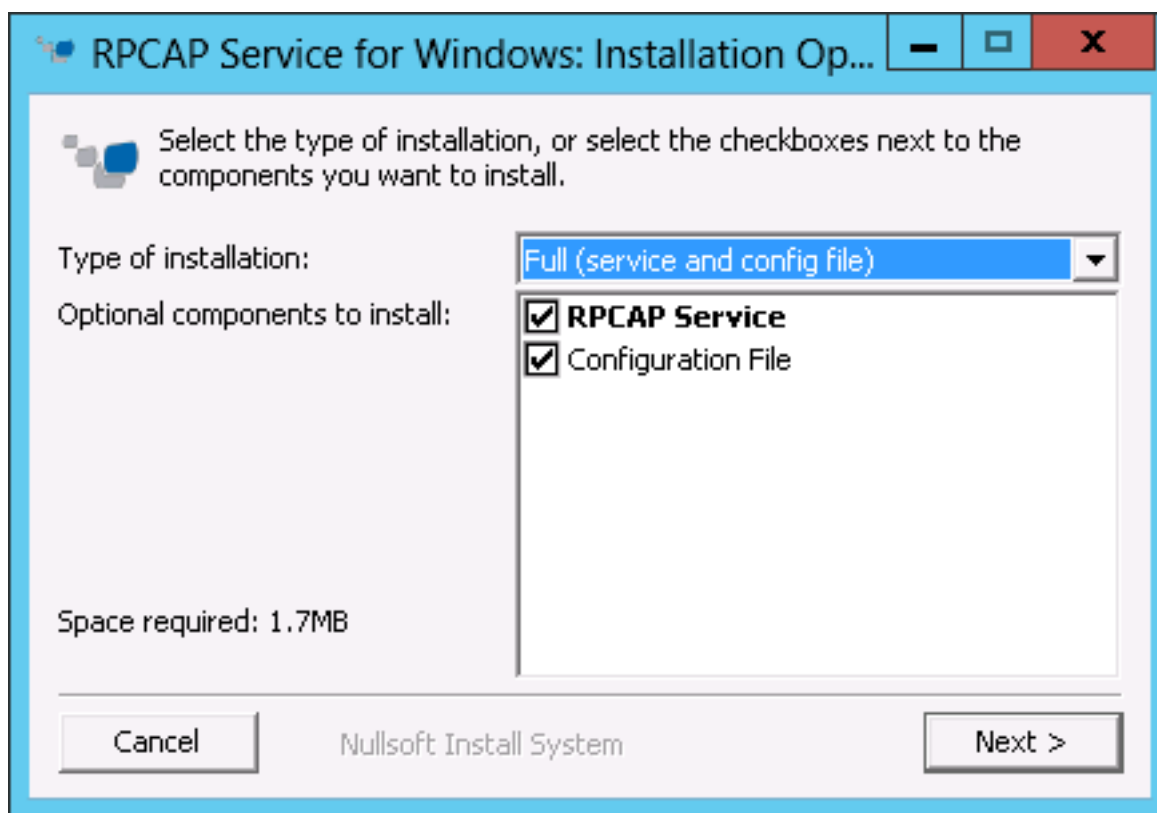 RPCAP Service for Windows: Installation Op...
Select the type of installation, or select the checkboxes next to the
components you want to install.
Type of installation:
Full (service and config file)
Optional components to install:
RPCAP Service
Configuration File
Space required: 1.7MB
Cancel
Nullsoft Install System
Next >